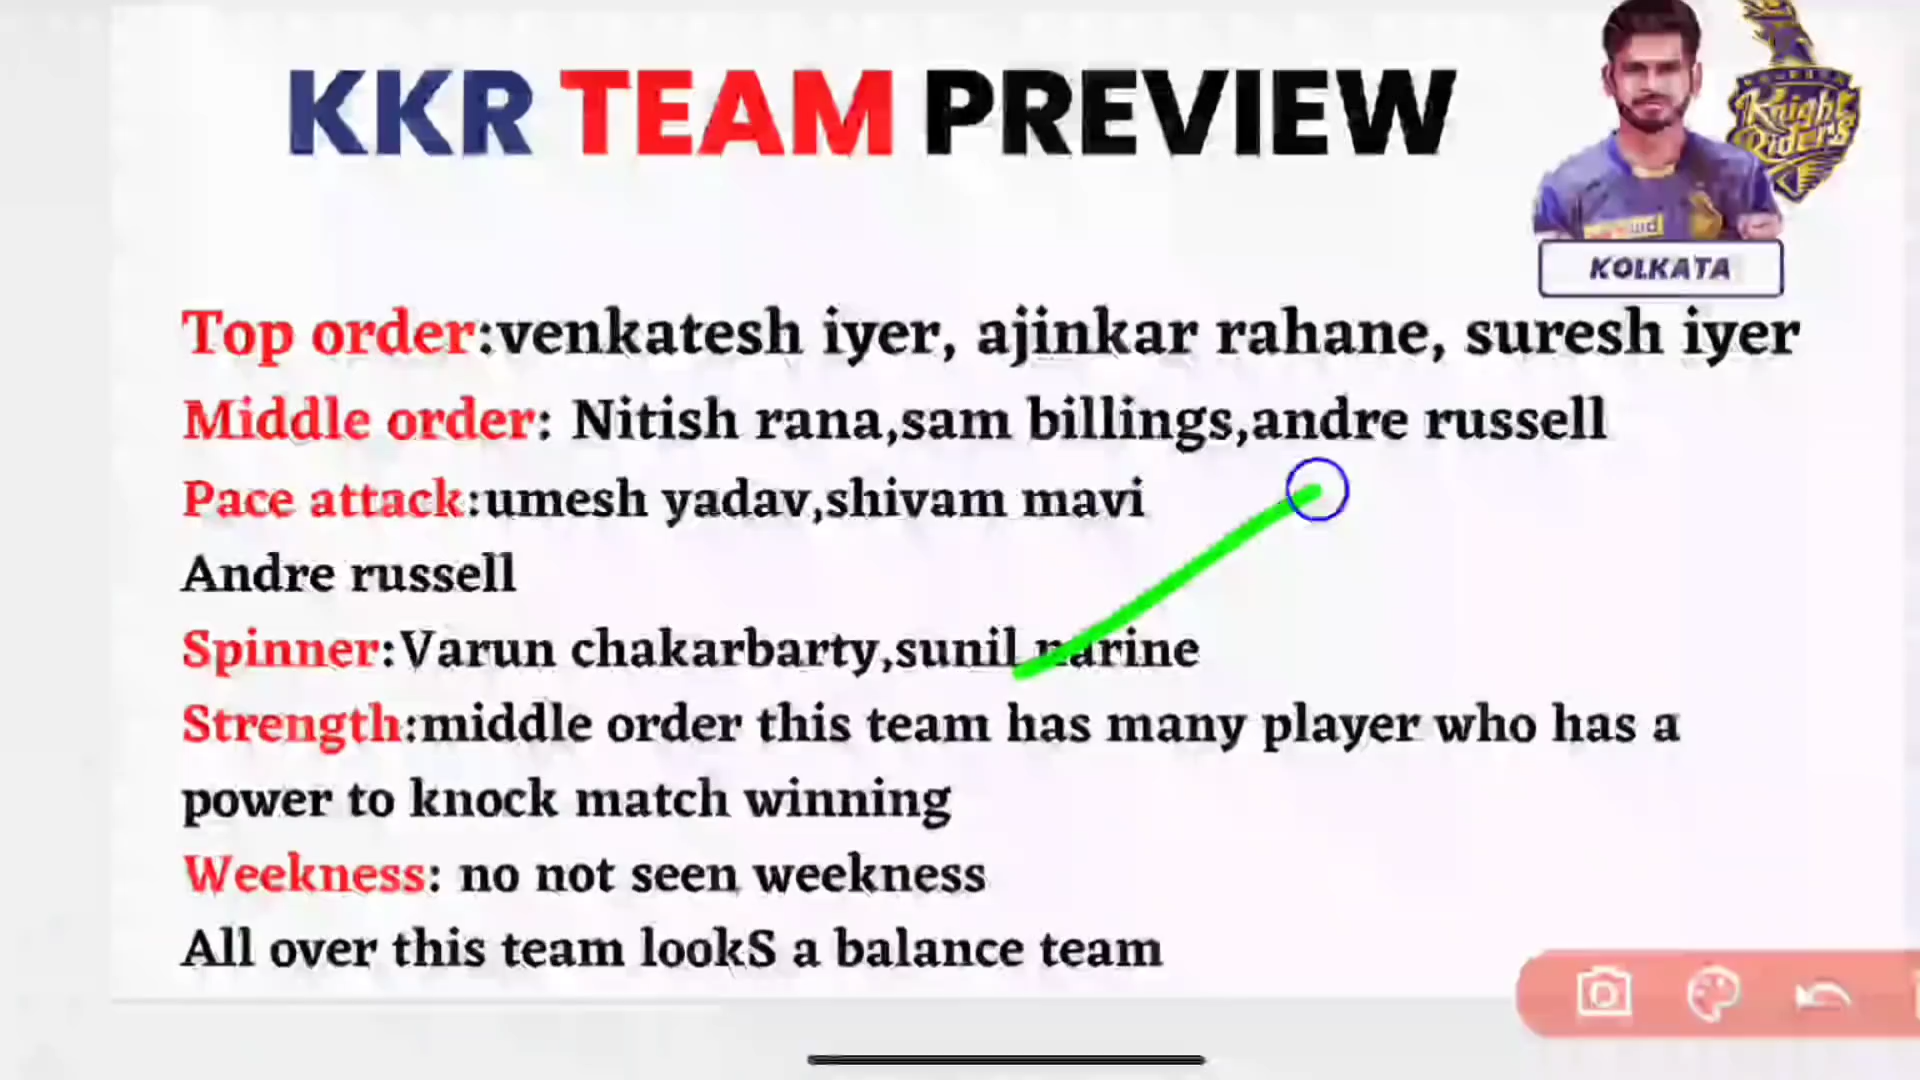 KKR TEAM PREVIEW
Knight
Riders
KOLKATA
Top order:venkatesh iyer, ajinkar rahane, suresh iyer
Middle order: Nitish rana,sam billings,andre russell
Pace attack:umesh yadav,shivam mavi
Andre russell
Spinner:Varun chakarbarty,sunil narine
Strength:middle order this team has many player who has a
power to knock match winning
Weekness: no not seen weekness
All over this team lookS a balance team